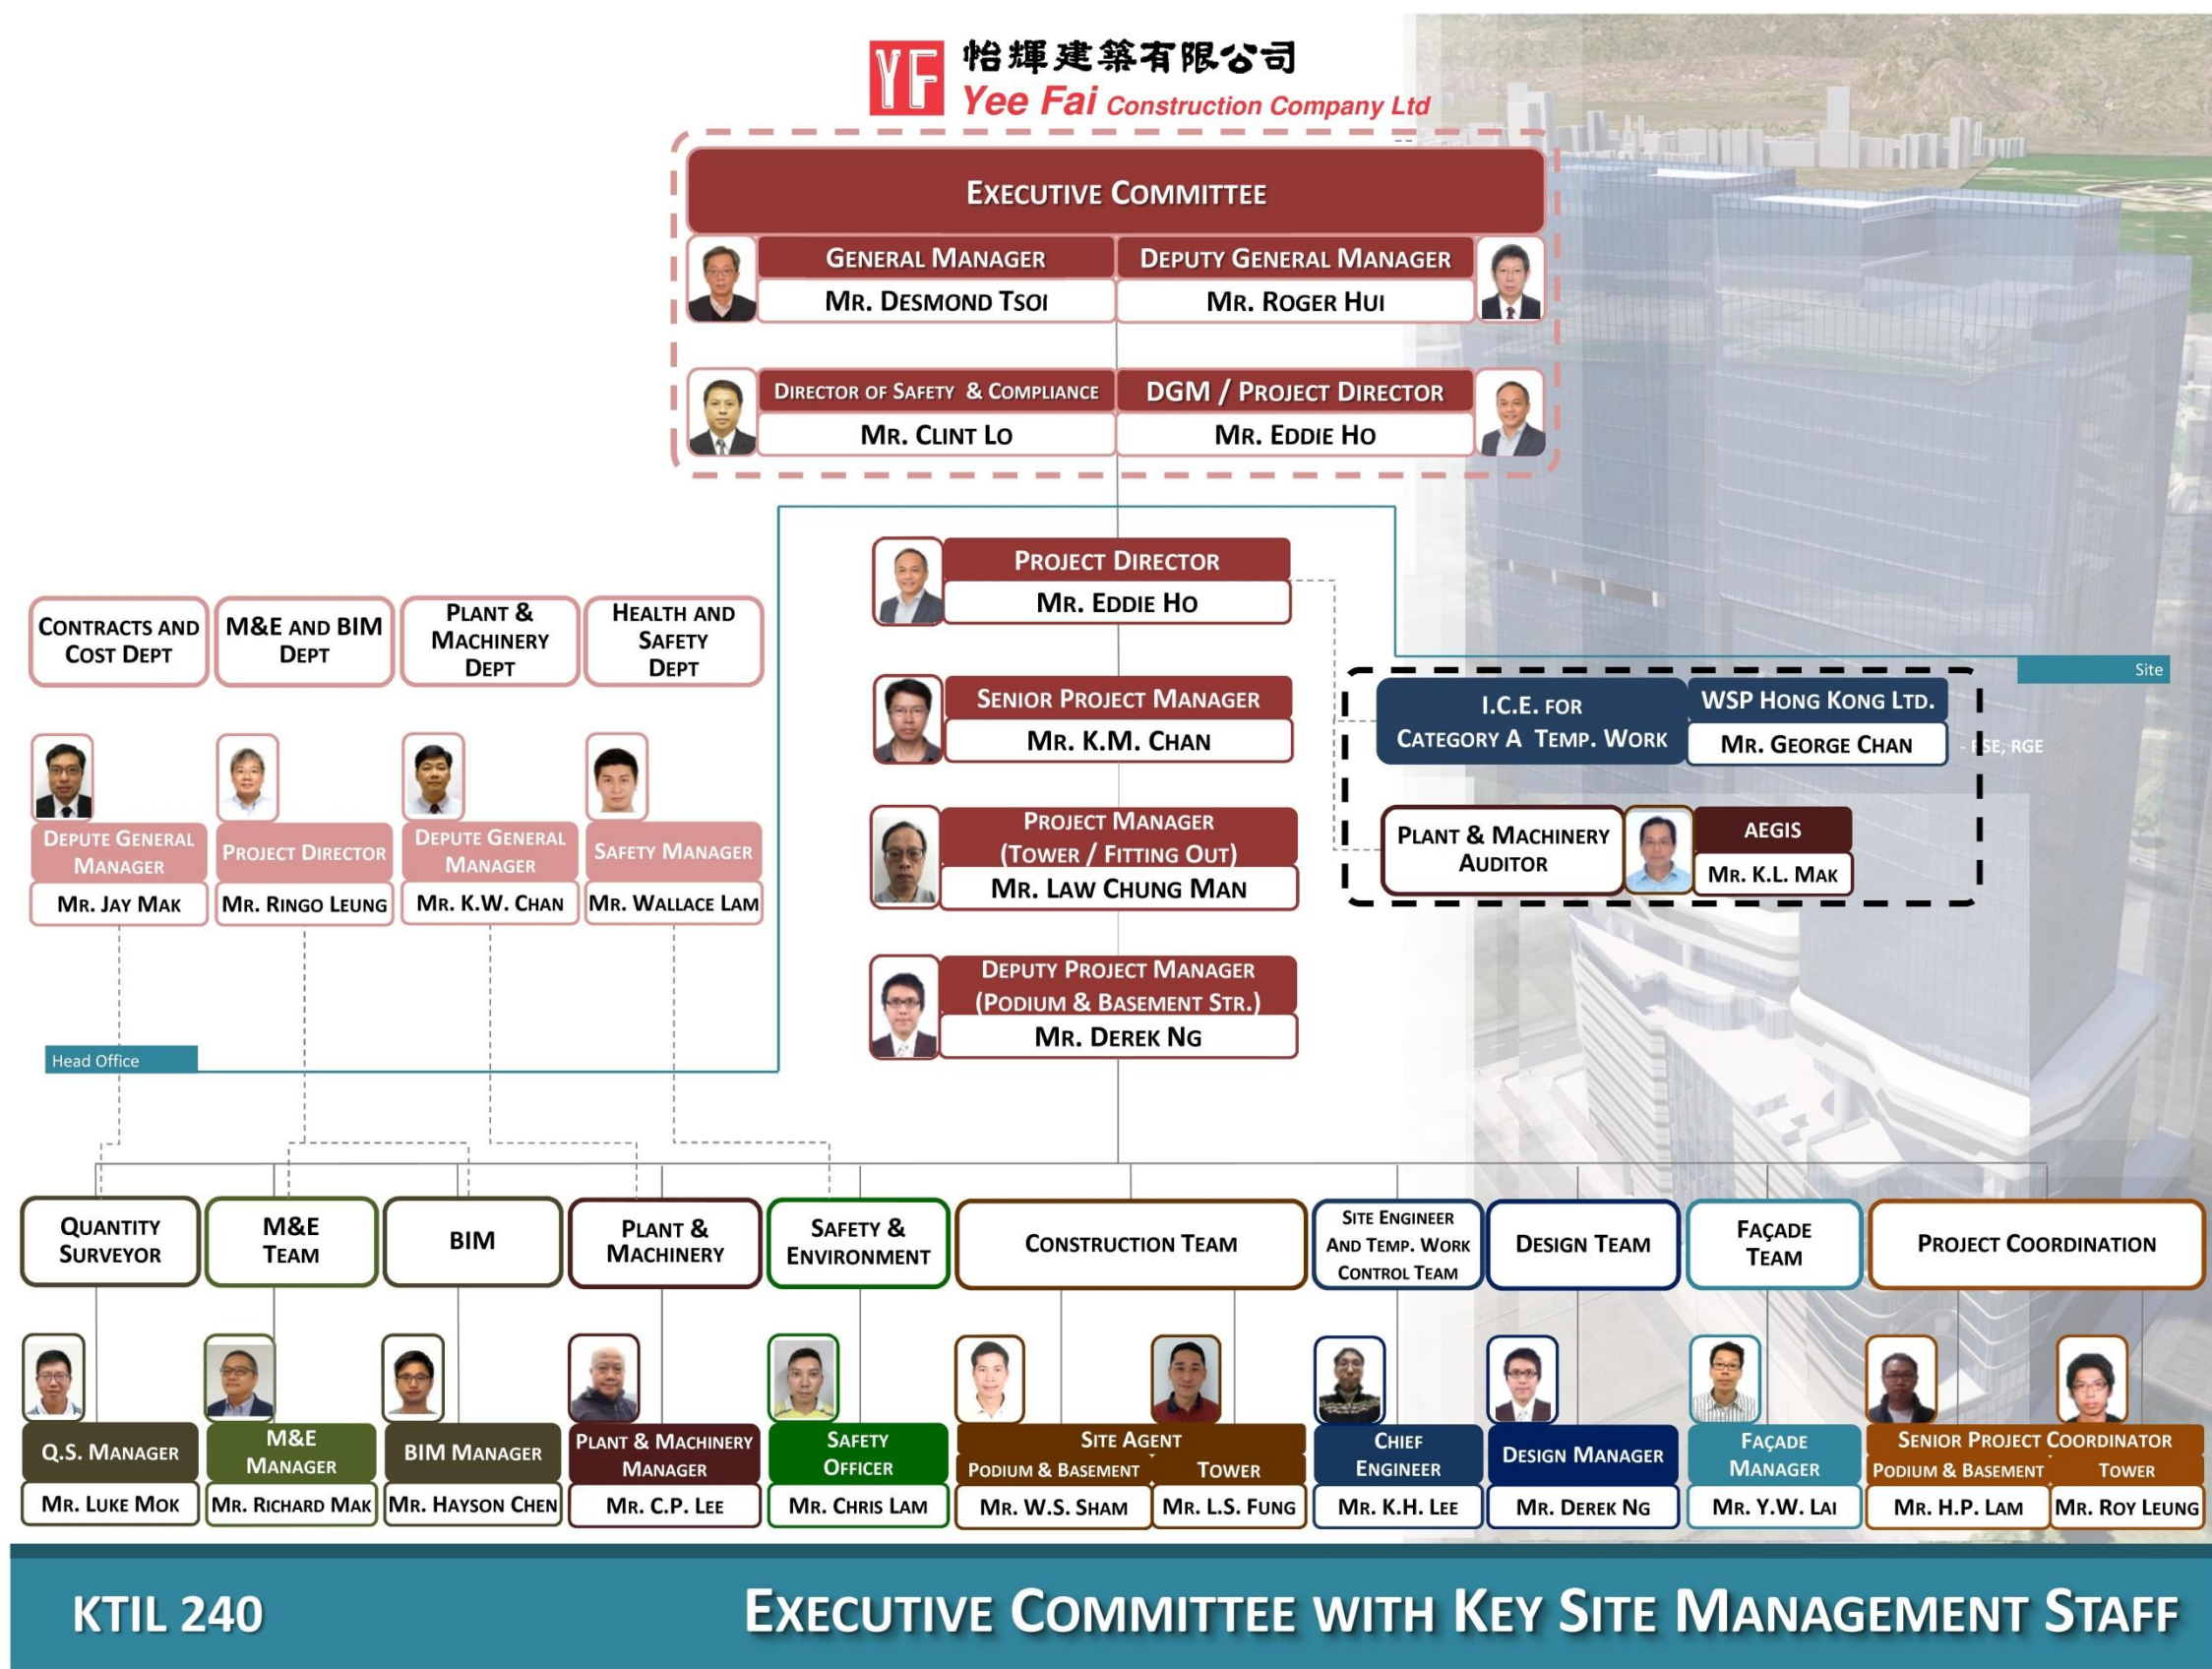 YF
怡輝建築有限公司
Yee Fai Construction Company Ltd
EXECUTIVE COMMITTEE
GENERAL MANAGER
MR. DESMOND TSOI
DEPUTY GENERAL MANAGER
MR. ROGER HUI
DIRECTOR OF SAFETY & COMPLIANCE
MR. CLINT LO
DGM / PROJECT DIRECTOR
MR. EDDIE HO
PROJECT DIRECTOR
MR. EDDIE HO
SENIOR PROJECT MANAGER
MR. K.M. CHAN
PROJECT MANAGER
(TOWER / FITTING OUT)
MR. LAW CHUNG MAN
DEPUTY PROJECT MANAGER
(PODIUM & BASEMENT STR.)
MR. DEREK NG
CONTRACTS AND
COST DEPT
DEPUTE GENERAL
MANAGER
MR. JAY MAK
M&E AND BIM
DEPT
PROJECT DIRECTOR
MR. RINGO LEUNG
PLANT &
MACHINERY
DEPT
DEPUTE GENERAL
MANAGER
MR. K.W. CHAN
HEALTH AND
SAFETY
DEPT
SAFETY MANAGER
MR. WALLACE LAM
Head Office
Site
I.C.E. FOR
CATEGORY A TEMP. WORK
WSP HONG KONG LTD.
MR. GEORGE CHAN
RGE
PLANT & MACHINERY
AUDITOR
AEGIS
MR. K.L. MAK
QUANTITY
SURVEYOR
Q.S. MANAGER
MR. LUKE MOK
M&E
TEAM
M&E
MANAGER
MR. RICHARD MAK
BIM
BIM MANAGER
MR. HAYSON CHEN
PLANT &
MACHINERY
PLANT & MACHINERY
MANAGER
MR. C.P. LEE
SAFETY &
ENVIRONMENT
SAFETY
OFFICER
MR. CHRIS LAM
CONSTRUCTION TEAM
SITE AGENT
PODIUM & BASEMENT
MR. W.S. SHAM
TOWER
MR. L.S. FUNG
SITE ENGINEER
AND TEMP. WORK
CONTROL TEAM
CHIEF
ENGINEER
MR. K.H. LEE
DESIGN TEAM
DESIGN MANAGER
MR. DEREK NG
FAÇADE
TEAM
FAÇADE
MANAGER
MR. Y.W. LAI
PROJECT COORDINATION
SENIOR PROJECT COORDINATOR
PODIUM & BASEMENT
MR. H.P. LAM
TOWER
MR. ROY LEUNG
KTIL 240
EXECUTIVE COMMITTEE WITH KEY SITE MANAGEMENT STAFF